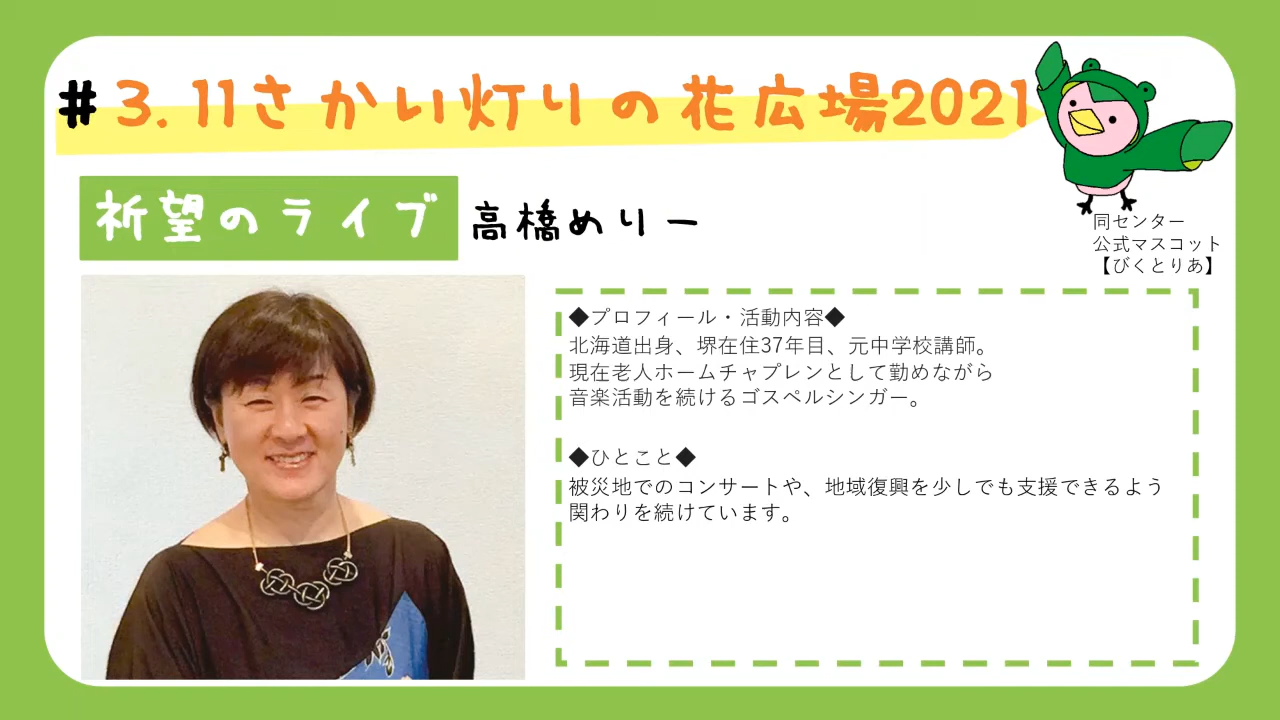 #3.11さかい灯りの花広場2021
祈望のライブ 高橋めりー
同センター
公式マスコット
【びくとりあ】
◆プロフィール・活動内容◆
北海道出身、堺在住37年目、元中学校講師。
現在老人ホームチャプレンとして勤めながら
音楽活動を続けるゴスペルシンガー。
◆ひとこと◆
被災地でのコンサートや、地域復興を少しでも支援できるよう
関わりを続けています。